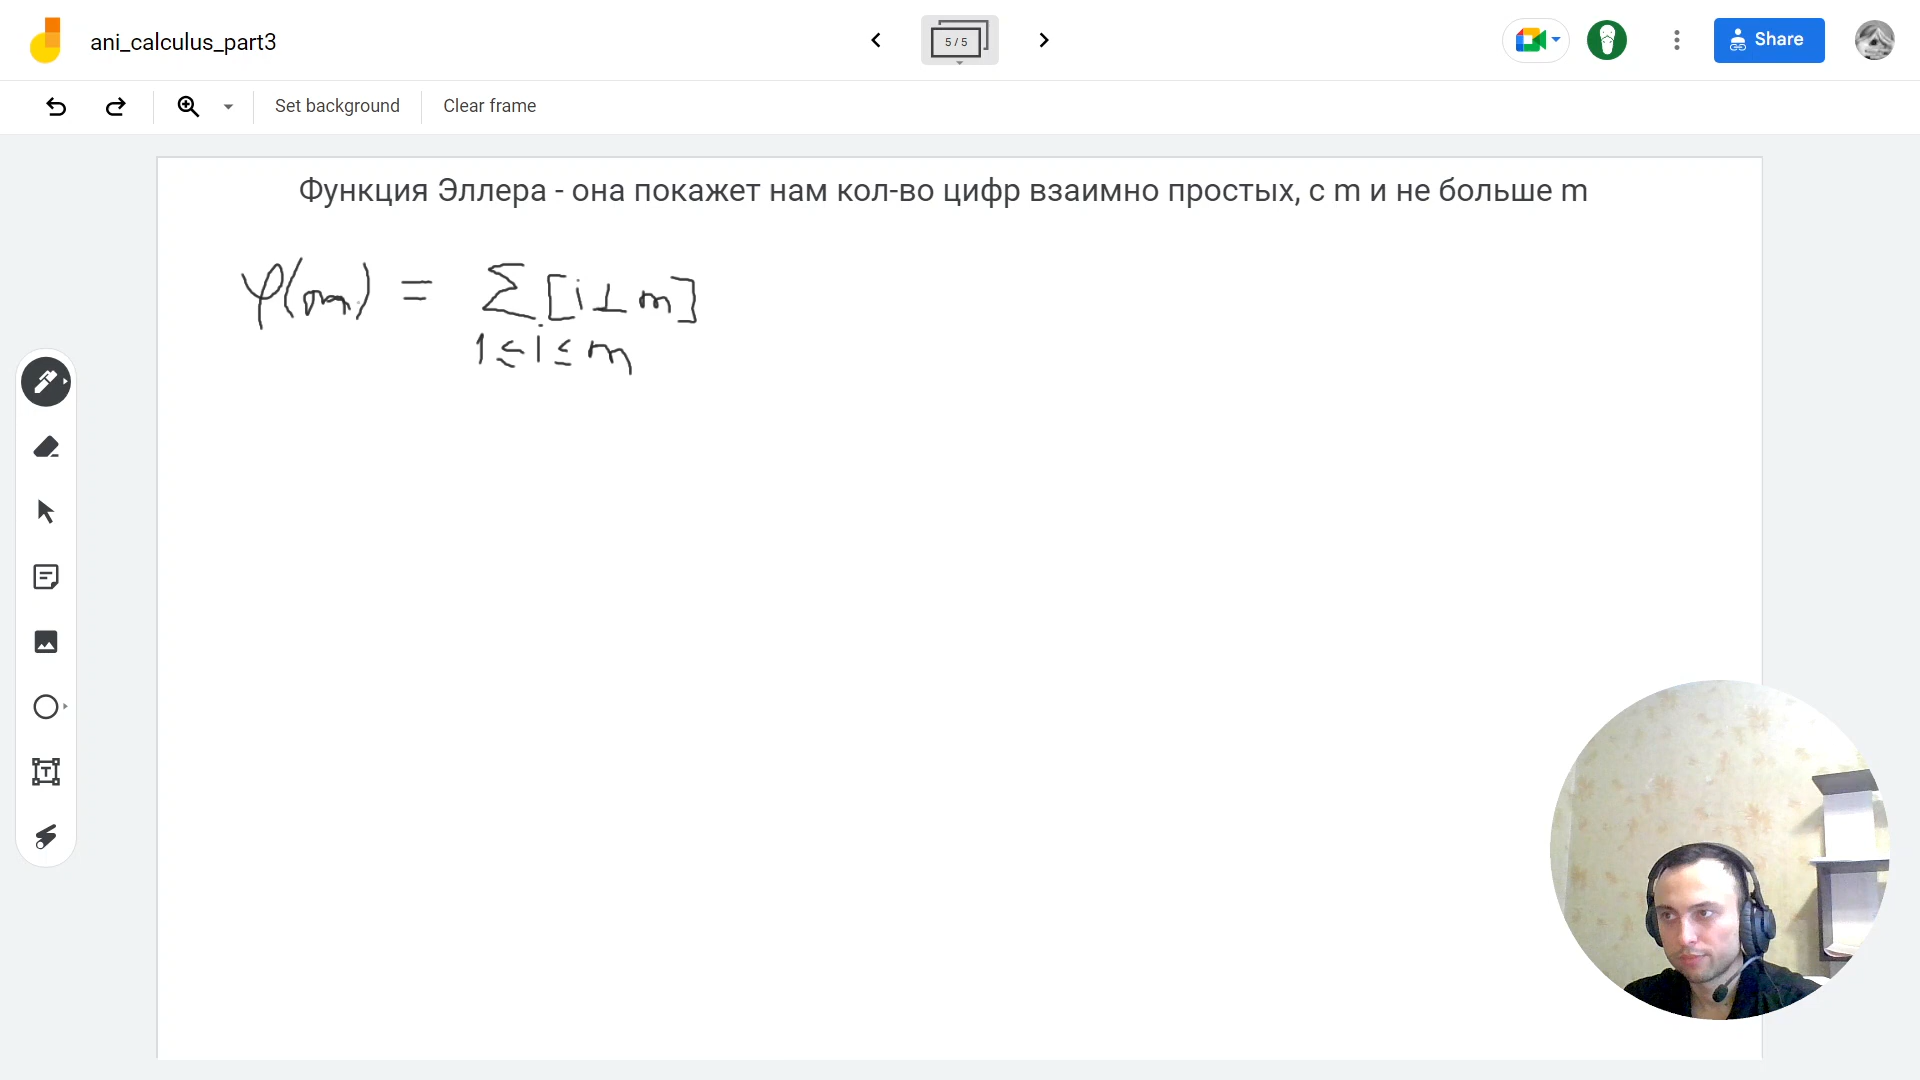 ani_calculus_part3
5 / 5
Share
Set background
Clear frame
Функция Эллера - она покажет нам кол-во цифр взаимно простых, с m и не больше m
φ(m) = Σ [i ⊥ m]
1 ≤ i ≤ m